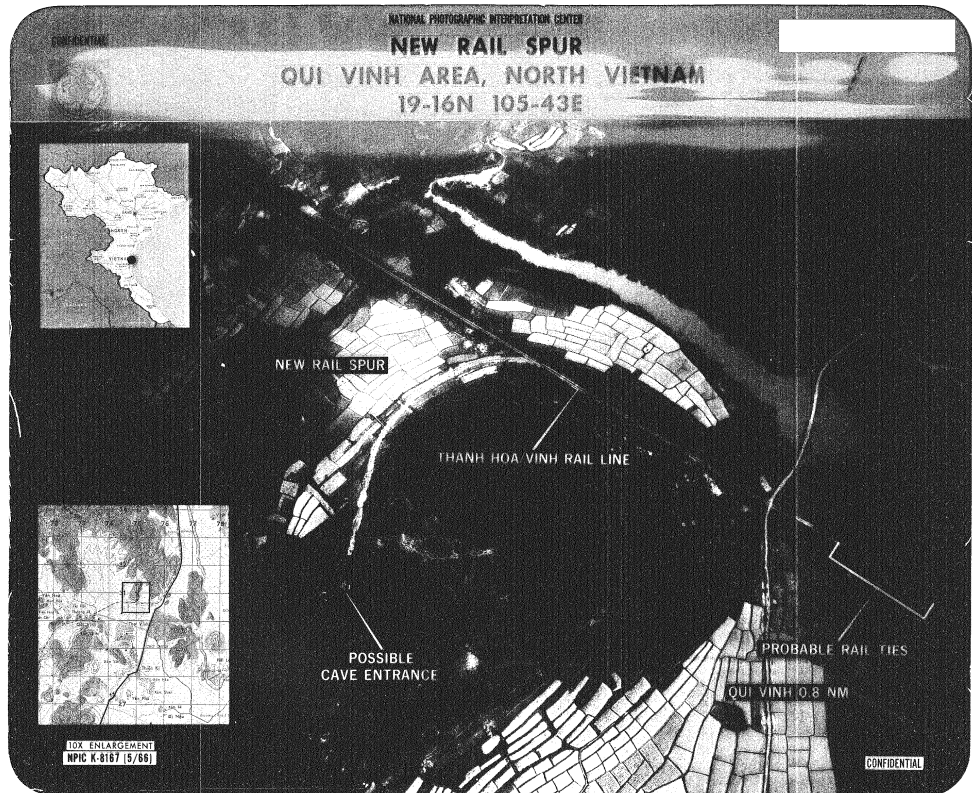 NATIONAL PHOTOGRAPHIC INTERPRETATION CENTER
CONFIDENTIAL
NEW RAIL SPUR
QUI VINH AREA, NORTH VIETNAM
19-16N 105-43E
NORTH
VIETNAM
NEW RAIL SPUR
THANH HOA/VINH RAIL LINE
POSSIBLE
CAVE ENTRANCE
PROBABLE RAIL TIES
QUI VINH 0.8 NM
10X ENLARGEMENT
NPIC K-8167 (5/66)
CONFIDENTIAL